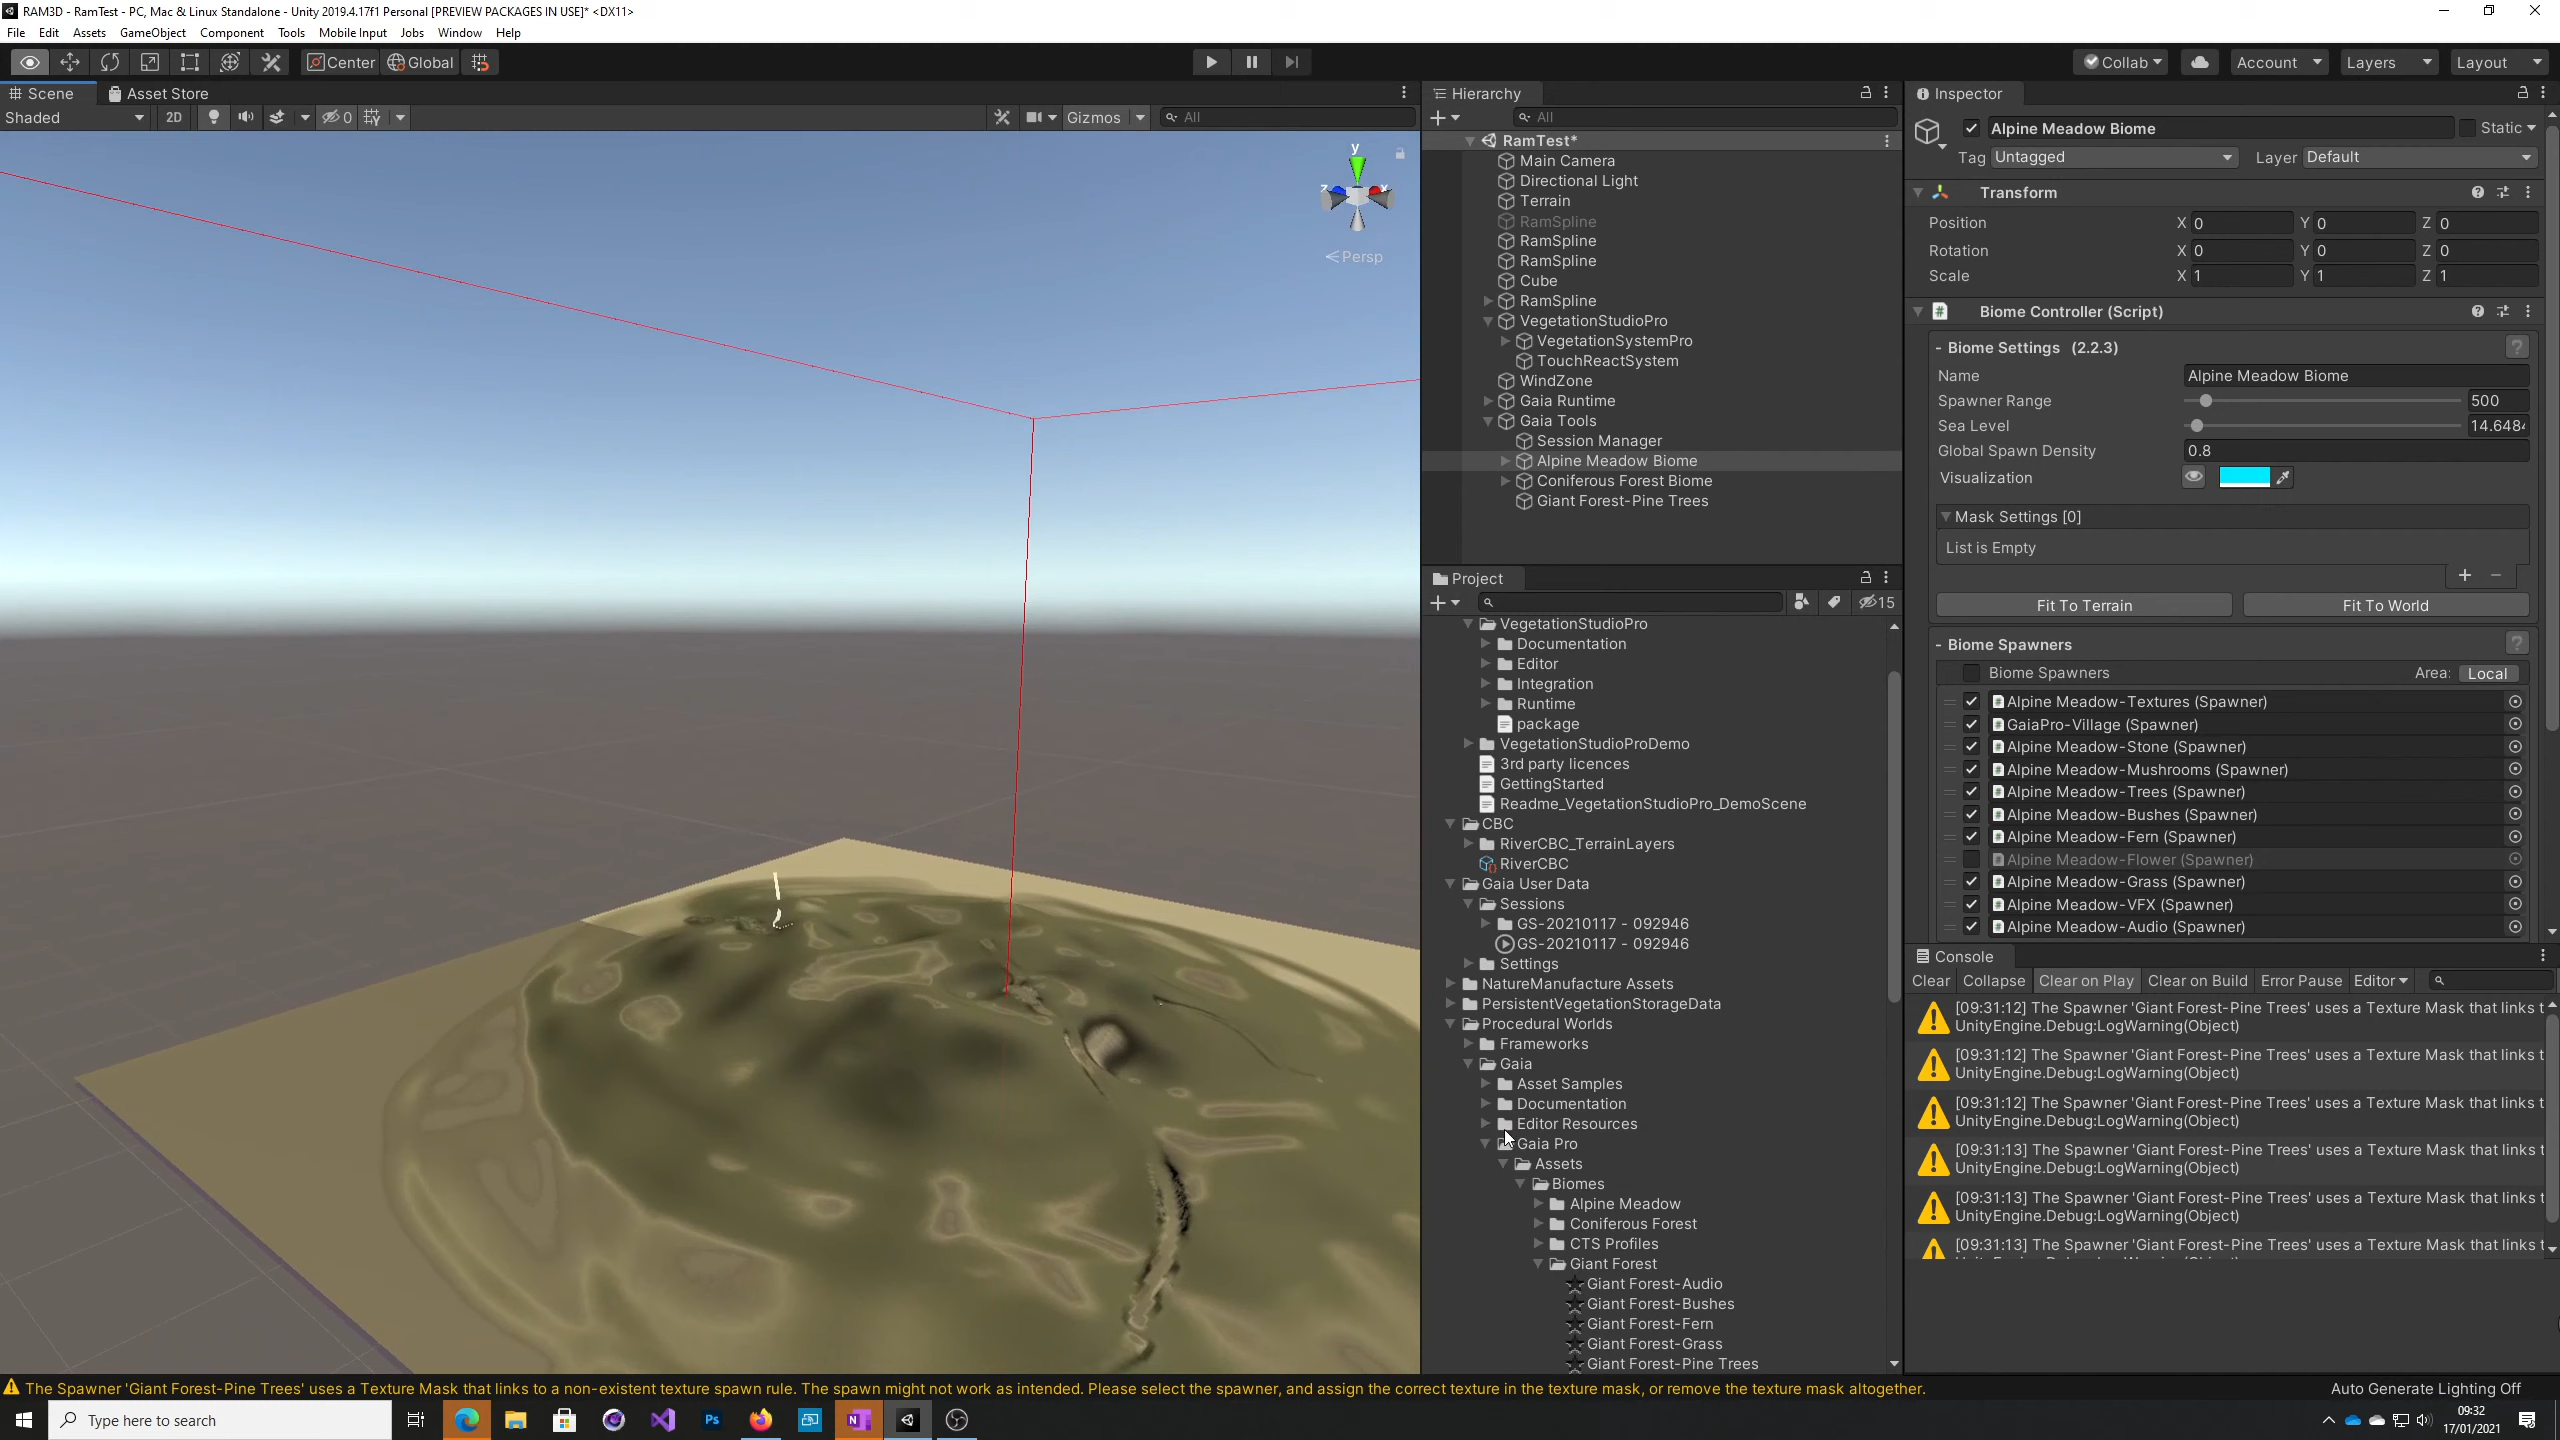 RAM3D - RamTest - PC, Mac & Linux Standalone - Unity 2019.4.17f1 Personal [PREVIEW PACKAGES IN USE]* <DX11>
File Edit Assets GameObject Component Tools Mobile Input Jobs Window Help
Center Global Collab Account Layers Layout
Scene Asset Store
Shaded 2D 0 Gizmos All
y
z x
Persp
Hierarchy
All
RamTest*
Main Camera
Directional Light
Terrain
RamSpline
RamSpline
RamSpline
Cube
RamSpline
VegetationStudioPro
VegetationSystemPro
TouchReactSystem
WindZone
Gaia Runtime
Gaia Tools
Session Manager
Alpine Meadow Biome
Coniferous Forest Biome
Giant Forest-Pine Trees
Project
15
VegetationStudioPro
Documentation
Editor
Integration
Runtime
package
VegetationStudioProDemo
3rd party licences
GettingStarted
Readme_VegetationStudioPro_DemoScene
CBC
RiverCBC_TerrainLayers
RiverCBC
Gaia User Data
Sessions
GS-20210117 - 092946
GS-20210117 - 092946
Settings
NatureManufacture Assets
PersistentVegetationStorageData
Procedural Worlds
Frameworks
Gaia
Asset Samples
Documentation
Editor Resources
Gaia Pro
Assets
Biomes
Alpine Meadow
Coniferous Forest
CTS Profiles
Giant Forest
Giant Forest-Audio
Giant Forest-Bushes
Giant Forest-Fern
Giant Forest-Grass
Giant Forest-Pine Trees
Inspector
Alpine Meadow Biome Static
Tag Untagged Layer Default
Transform
Position X 0 Y 0 Z 0
Rotation X 0 Y 0 Z 0
Scale X 1 Y 1 Z 1
Biome Controller (Script)
- Biome Settings (2.2.3) ?
Name Alpine Meadow Biome
Spawner Range 500
Sea Level 14.648
Global Spawn Density 0.8
Visualization
Mask Settings [0]
List is Empty
+ -
Fit To Terrain Fit To World
- Biome Spawners ?
Biome Spawners Area: Local
Alpine Meadow-Textures (Spawner)
GaiaPro-Village (Spawner)
Alpine Meadow-Stone (Spawner)
Alpine Meadow-Mushrooms (Spawner)
Alpine Meadow-Trees (Spawner)
Alpine Meadow-Bushes (Spawner)
Alpine Meadow-Fern (Spawner)
Alpine Meadow-Flower (Spawner)
Alpine Meadow-Grass (Spawner)
Alpine Meadow-VFX (Spawner)
Alpine Meadow-Audio (Spawner)
Console
Clear Collapse Clear on Play Clear on Build Error Pause Editor
[09:31:12] The Spawner 'Giant Forest-Pine Trees' uses a Texture Mask that links t
UnityEngine.Debug:LogWarning(Object)
[09:31:12] The Spawner 'Giant Forest-Pine Trees' uses a Texture Mask that links t
UnityEngine.Debug:LogWarning(Object)
[09:31:12] The Spawner 'Giant Forest-Pine Trees' uses a Texture Mask that links t
UnityEngine.Debug:LogWarning(Object)
[09:31:13] The Spawner 'Giant Forest-Pine Trees' uses a Texture Mask that links t
UnityEngine.Debug:LogWarning(Object)
[09:31:13] The Spawner 'Giant Forest-Pine Trees' uses a Texture Mask that links t
UnityEngine.Debug:LogWarning(Object)
[09:31:13] The Spawner 'Giant Forest-Pine Trees' uses a Texture Mask that links t
The Spawner 'Giant Forest-Pine Trees' uses a Texture Mask that links to a non-existent texture spawn rule. The spawn might not work as intended. Please select the spawner, and assign the correct texture in the texture mask, or remove the texture mask altogether.
Auto Generate Lighting Off
Type here to search
Ps
09:32
17/01/2021